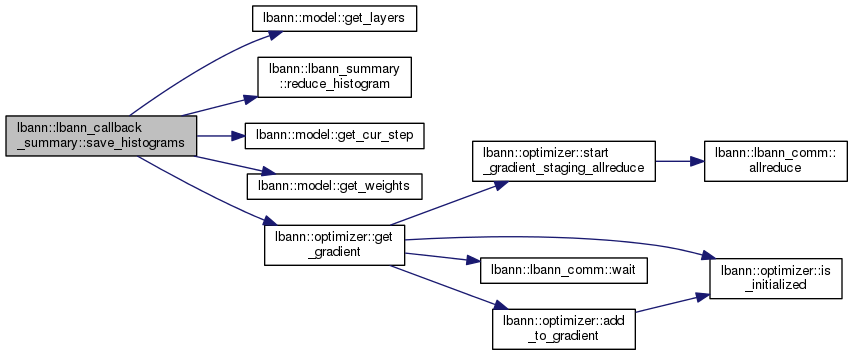 lbann::model::get_layers
lbann::lbann_summary
::reduce_histogram
lbann::lbann_callback
_summary::save_histograms
lbann::model::get_cur_step
lbann::model::get_weights
lbann::optimizer::get
_gradient
lbann::optimizer::start
_gradient_staging_allreduce
lbann::lbann_comm::
allreduce
lbann::lbann_comm::wait
lbann::optimizer::is
_initialized
lbann::optimizer::add
_to_gradient